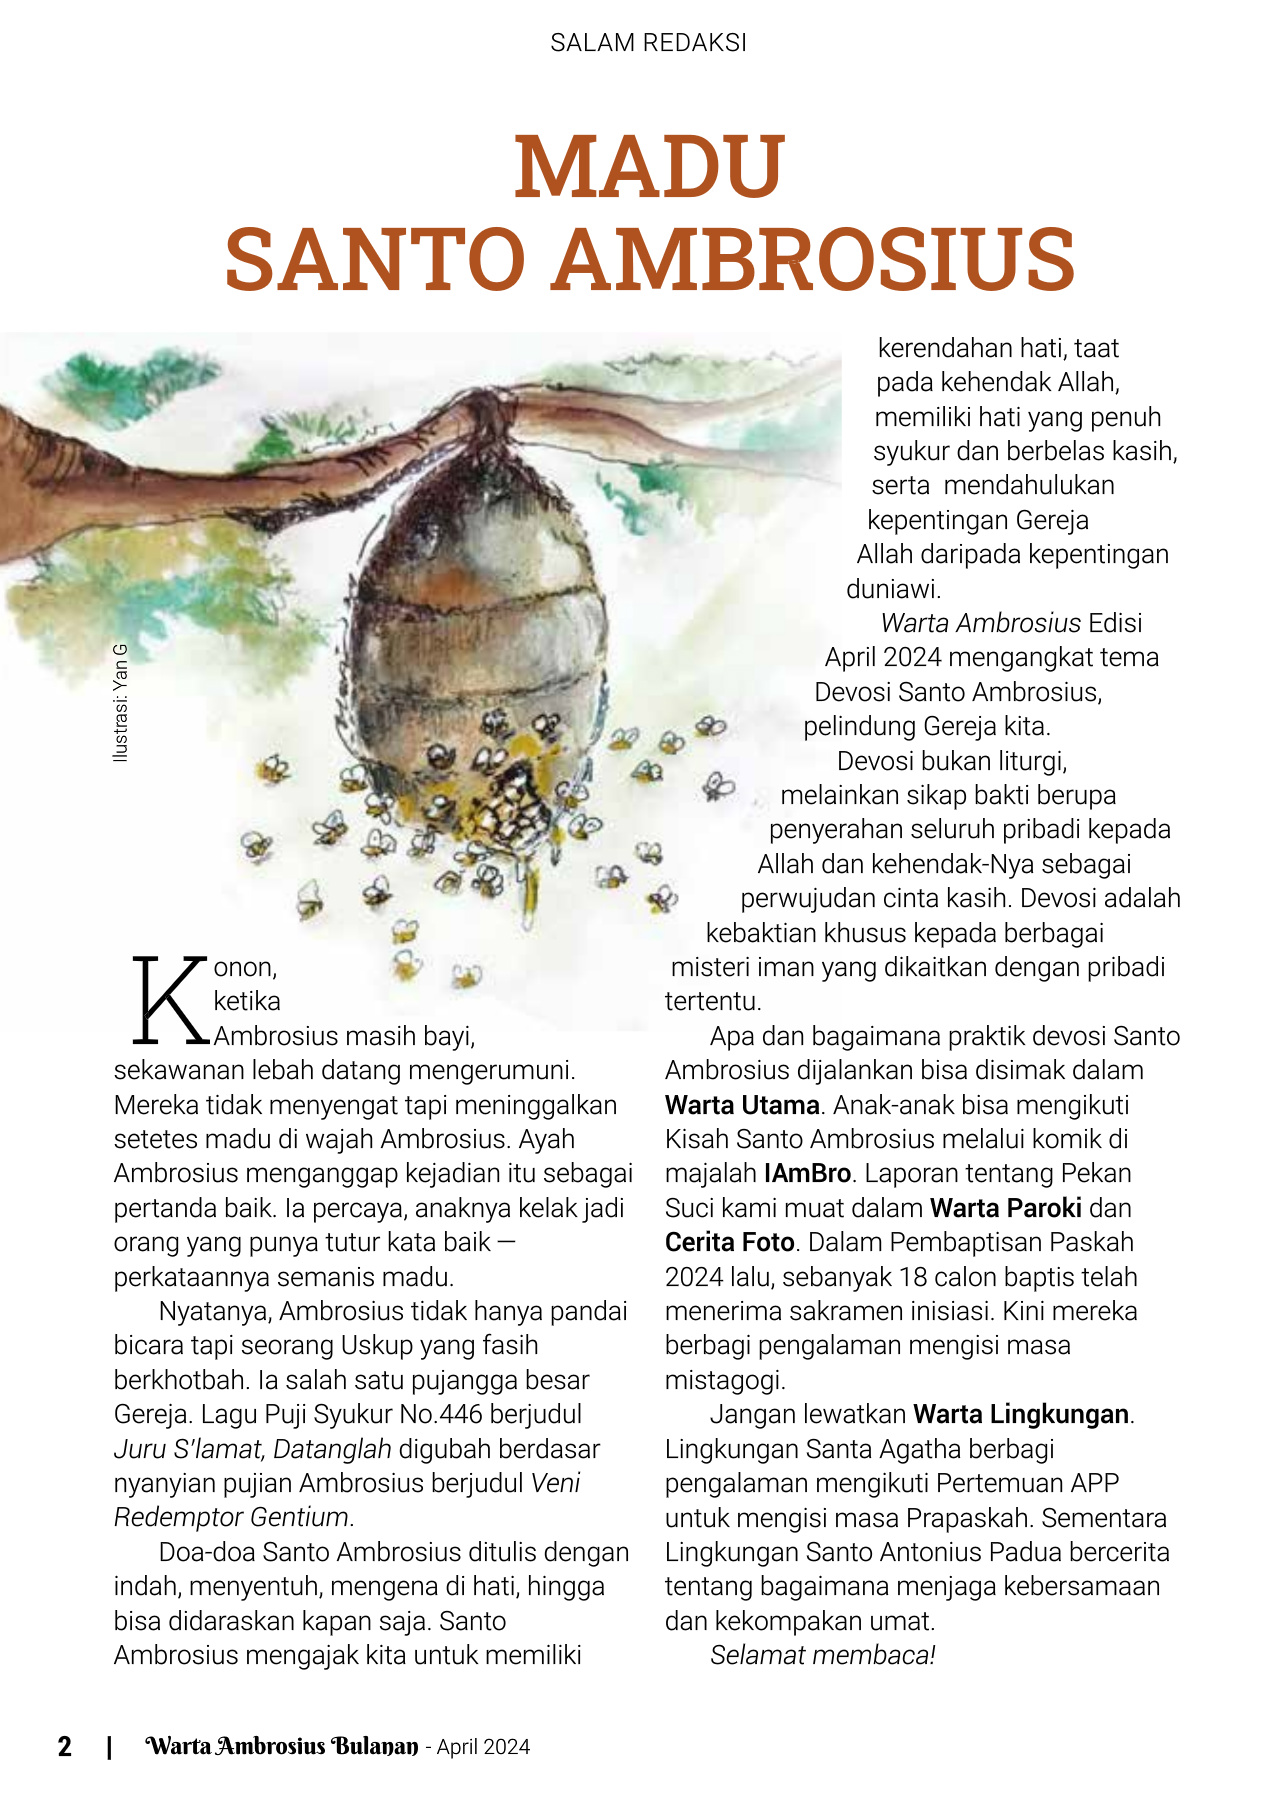 SALAM REDAKSI
MADU
SANTO AMBROSIUS
Ilustrasi: Yan G
Konon,
ketika
Ambrosius masih bayi,
sekawanan lebah datang mengerumuni.
Mereka tidak menyengat tapi meninggalkan
setetes madu di wajah Ambrosius. Ayah
Ambrosius menganggap kejadian itu sebagai
pertanda baik. Ia percaya, anaknya kelak jadi
orang yang punya tutur kata baik —
perkataannya semanis madu.
Nyatanya, Ambrosius tidak hanya pandai
bicara tapi seorang Uskup yang fasih
berkhotbah. Ia salah satu pujangga besar
Gereja. Lagu Puji Syukur No.446 berjudul
Juru S'lamat, Datanglah digubah berdasar
nyanyian pujian Ambrosius berjudul Veni
Redemptor Gentium.
Doa-doa Santo Ambrosius ditulis dengan
indah, menyentuh, mengena di hati, hingga
bisa didaraskan kapan saja. Santo
Ambrosius mengajak kita untuk memiliki
kerendahan hati, taat
pada kehendak Allah,
memiliki hati yang penuh
syukur dan berbelas kasih,
serta  mendahulukan
kepentingan Gereja
Allah daripada kepentingan
duniawi.
Warta Ambrosius Edisi
April 2024 mengangkat tema
Devosi Santo Ambrosius,
pelindung Gereja kita.
Devosi bukan liturgi,
melainkan sikap bakti berupa
penyerahan seluruh pribadi kepada
Allah dan kehendak-Nya sebagai
perwujudan cinta kasih. Devosi adalah
kebaktian khusus kepada berbagai
misteri iman yang dikaitkan dengan pribadi
tertentu.
Apa dan bagaimana praktik devosi Santo
Ambrosius dijalankan bisa disimak dalam
Warta Utama. Anak-anak bisa mengikuti
Kisah Santo Ambrosius melalui komik di
majalah IAmBro. Laporan tentang Pekan
Suci kami muat dalam Warta Paroki dan
Cerita Foto. Dalam Pembaptisan Paskah
2024 lalu, sebanyak 18 calon baptis telah
menerima sakramen inisiasi. Kini mereka
berbagi pengalaman mengisi masa
mistagogi.
Jangan lewatkan Warta Lingkungan.
Lingkungan Santa Agatha berbagi
pengalaman mengikuti Pertemuan APP
untuk mengisi masa Prapaskah. Sementara
Lingkungan Santo Antonius Padua bercerita
tentang bagaimana menjaga kebersamaan
dan kekompakan umat.
Selamat membaca!
2 | Warta Ambrosius Bulanan - April 2024